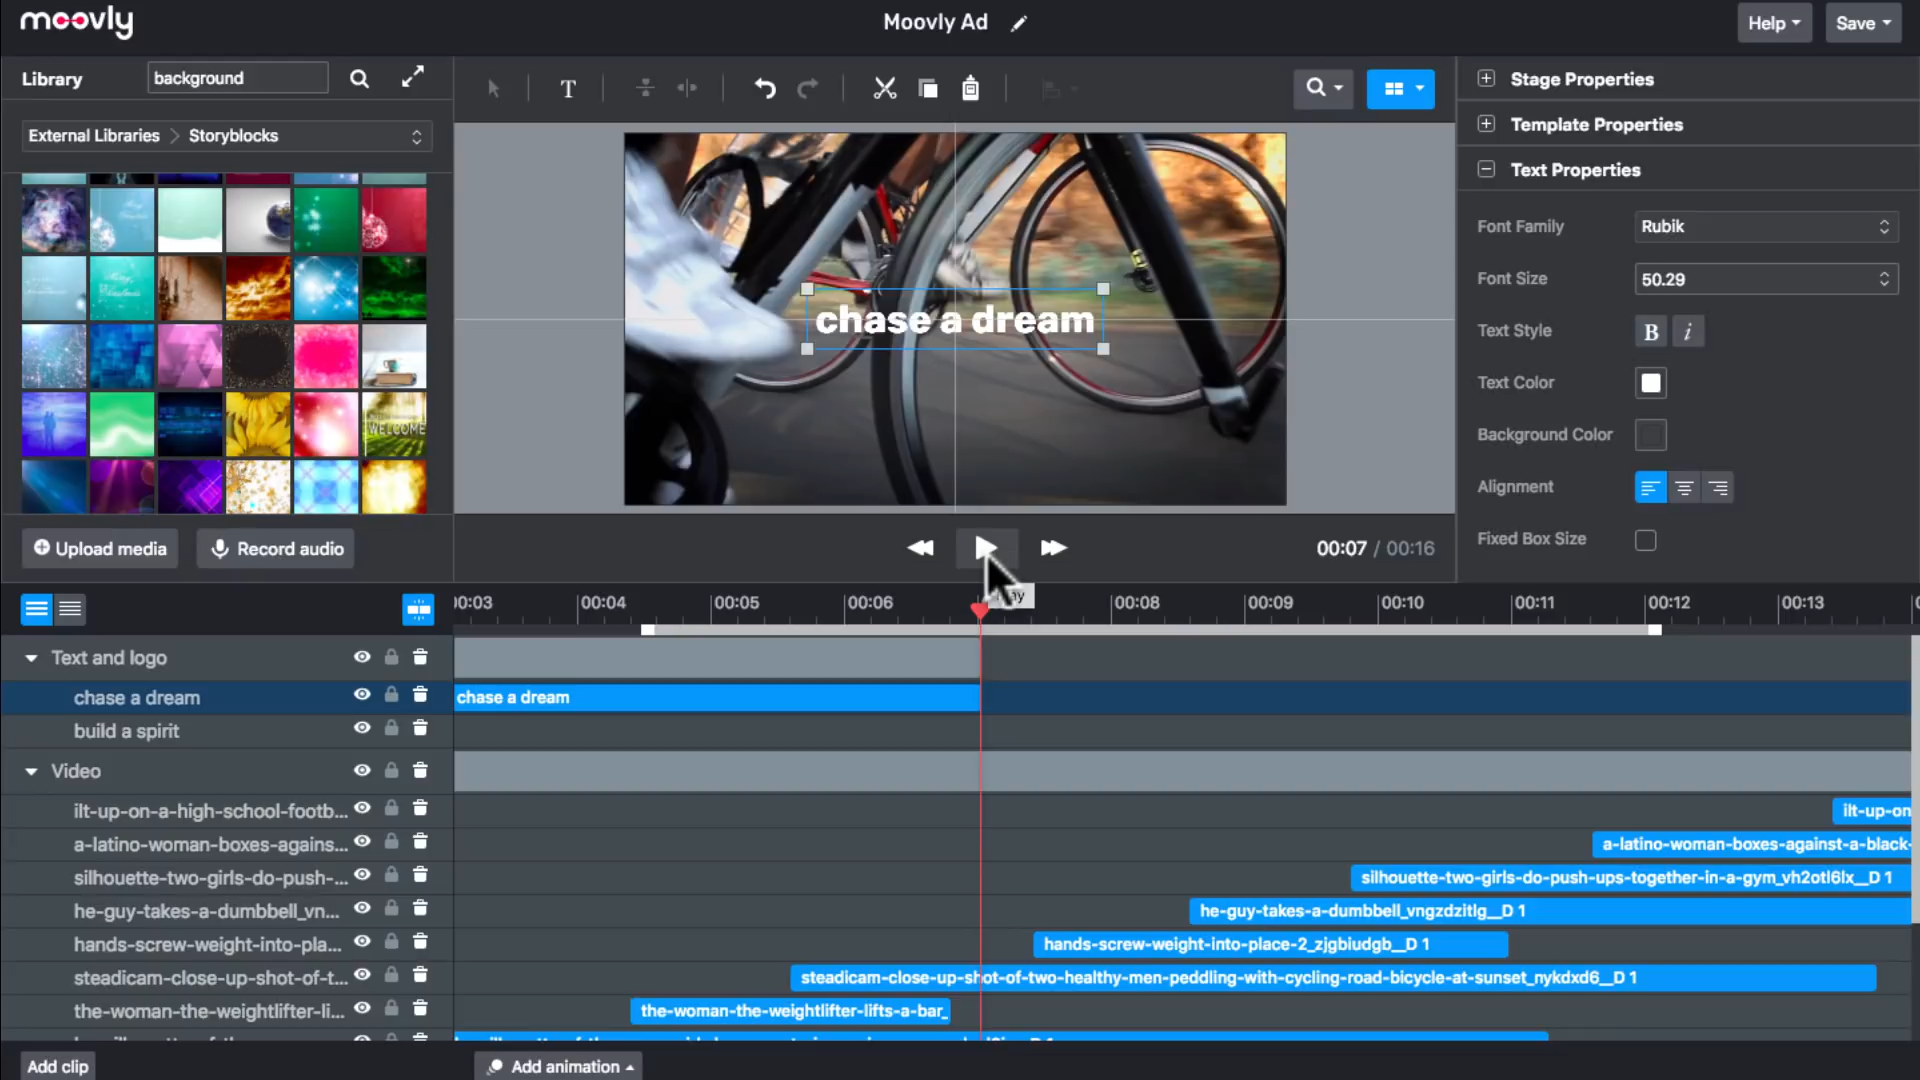 moovly
Moovly Ad
Help
Save
Library
background
External Libraries
Storyblocks
WELCOME
T
Stage Properties
Template Properties
Text Properties
Font Family
Rubik
Font Size
50.29
Text Style
B i
Text Color
Background Color
Alignment
Fixed Box Size
chase a dream
Upload media
Record audio
00:07 / 00:16
00:04
00:05
00:06
00:08
00:09
00:10
00:11
00:12
00:13
Text and logo
chase a dream
chase a dream
build a spirit
Video
ilt-up-on-a-high-school-footb...
ilt-up-on
a-latino-woman-boxes-agains...
a-latino-woman-boxes-against-a-black-
silhouette-two-girls-do-push-...
silhouette-two-girls-do-push-ups-together-in-a-gym_vh2otl6lx__D 1
he-guy-takes-a-dumbbell_vn...
he-guy-takes-a-dumbbell_vngzdzitlg__D 1
hands-screw-weight-into-pla...
hands-screw-weight-into-place-2_zjgbiudgb__D 1
steadicam-close-up-shot-of-t...
steadicam-close-up-shot-of-two-healthy-men-peddling-with-cycling-road-bicycle-at-sunset_nykdxd6__D 1
the-woman-the-weightlifter-li...
the-woman-the-weightlifter-lifts-a-bar_
Add clip
Add animation